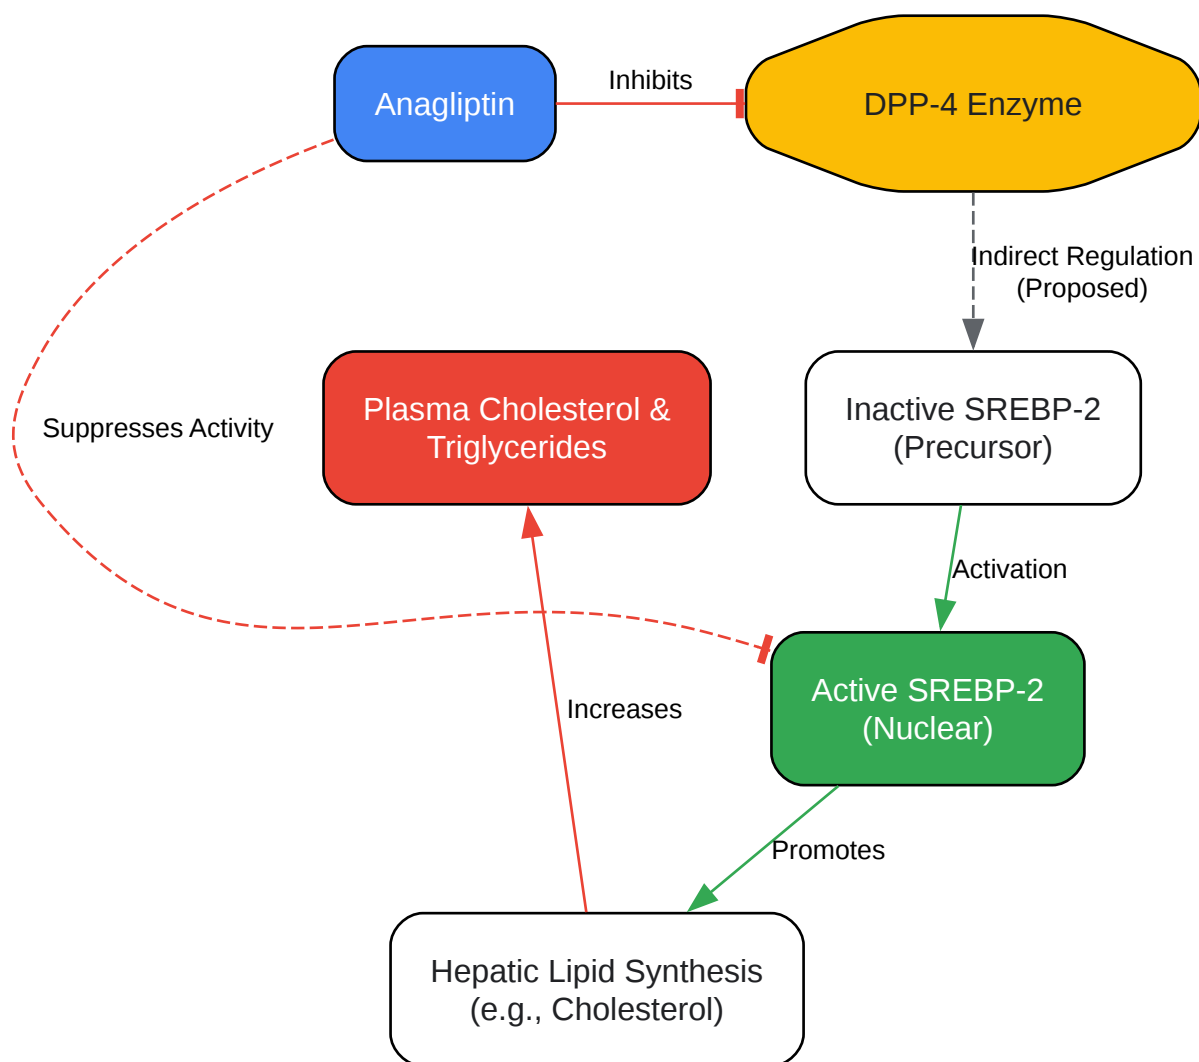 Anagliptin
Inhibits
DPP-4 Enzyme
Indirect Regulation
(Proposed)
Suppresses Activity
Plasma Cholesterol &
Triglycerides
Inactive SREBP-2
(Precursor)
Activation
Active SREBP-2
(Nuclear)
Increases
Promotes
Hepatic Lipid Synthesis
(e.g., Cholesterol)